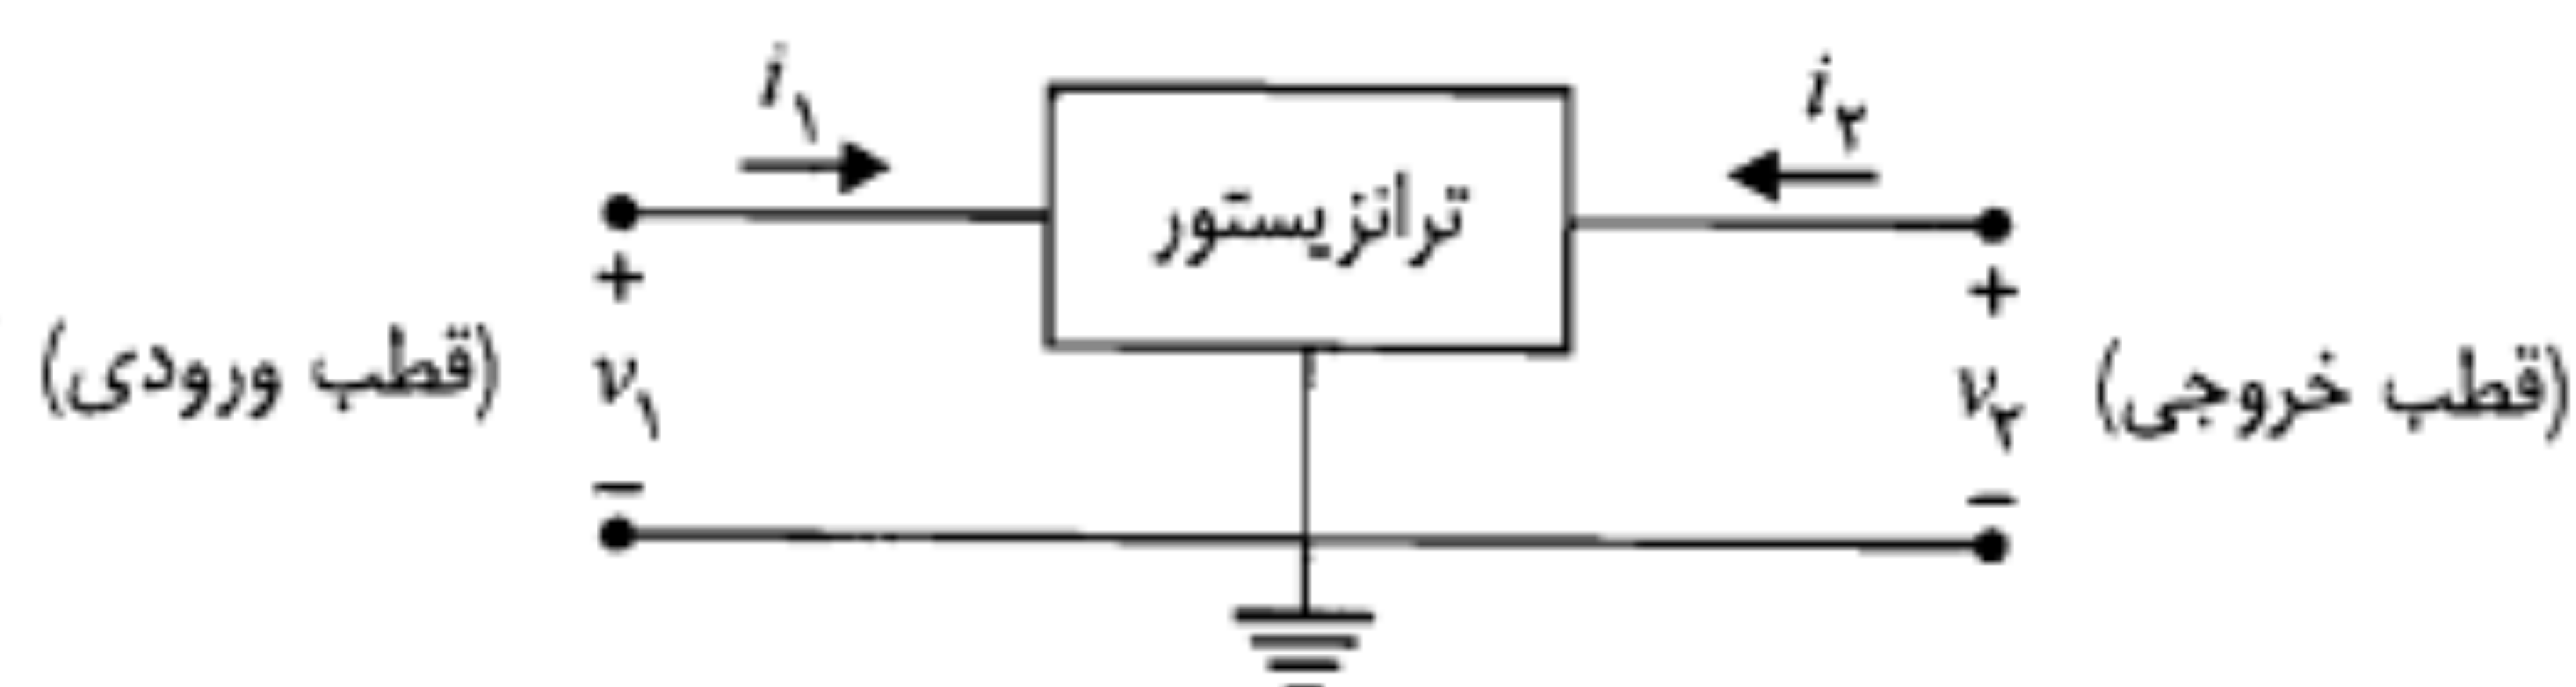 i۱
i۲
ترانزیستور
+
+
(قطب ورودی)
v۱
v۲
(قطب خروجی)
−
−